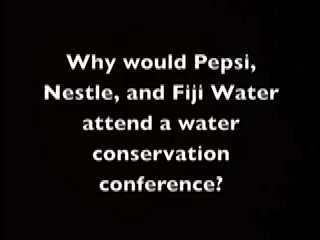 Why would Pepsi,
Nestle, and Fiji Water
attend a water
conservation
conference?